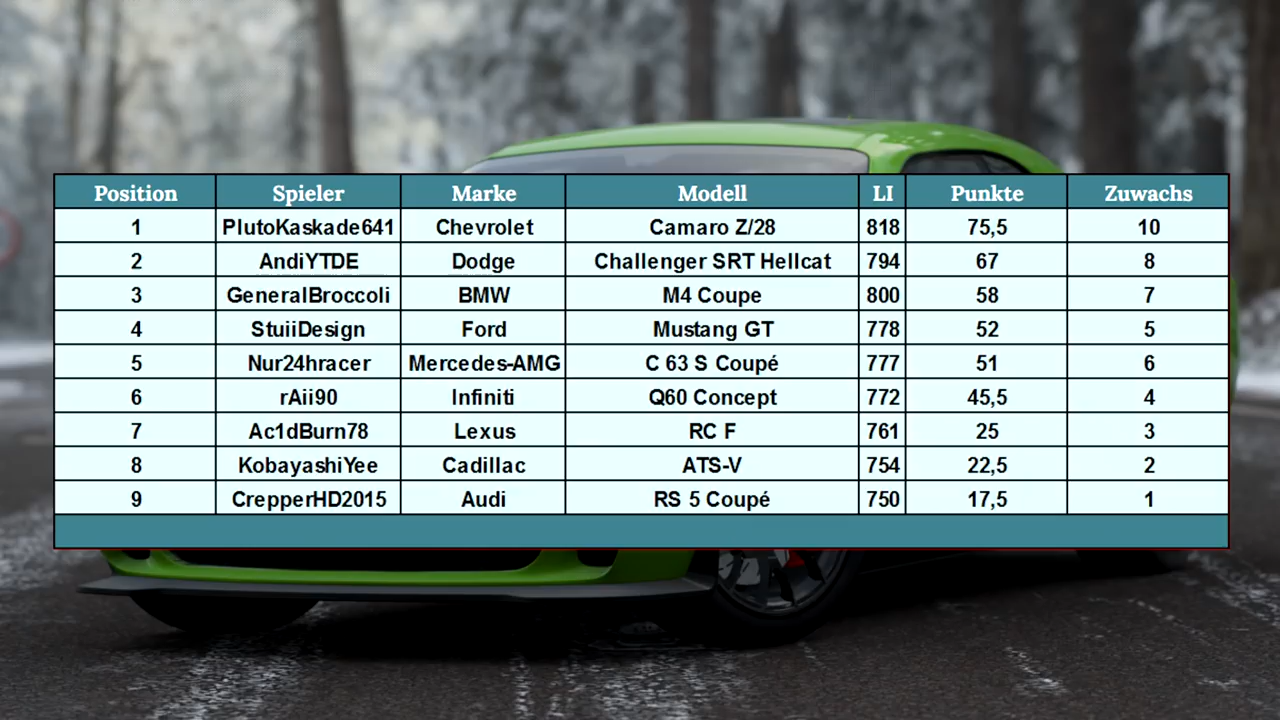 Position Spieler Marke Modell LI Punkte Zuwachs
1 PlutoKaskade641 Chevrolet Camaro Z/28 818 75,5 10
2 AndiYTDE Dodge Challenger SRT Hellcat 794 67 8
3 GeneralBroccoli BMW M4 Coupe 800 58 7
4 StuiiDesign Ford Mustang GT 778 52 5
5 Nur24hracer Mercedes-AMG C 63 S Coupé 777 51 6
6 rAii90 Infiniti Q60 Concept 772 45,5 4
7 Ac1dBurn78 Lexus RC F 761 25 3
8 KobayashiYee Cadillac ATS-V 754 22,5 2
9 CrepperHD2015 Audi RS 5 Coupé 750 17,5 1